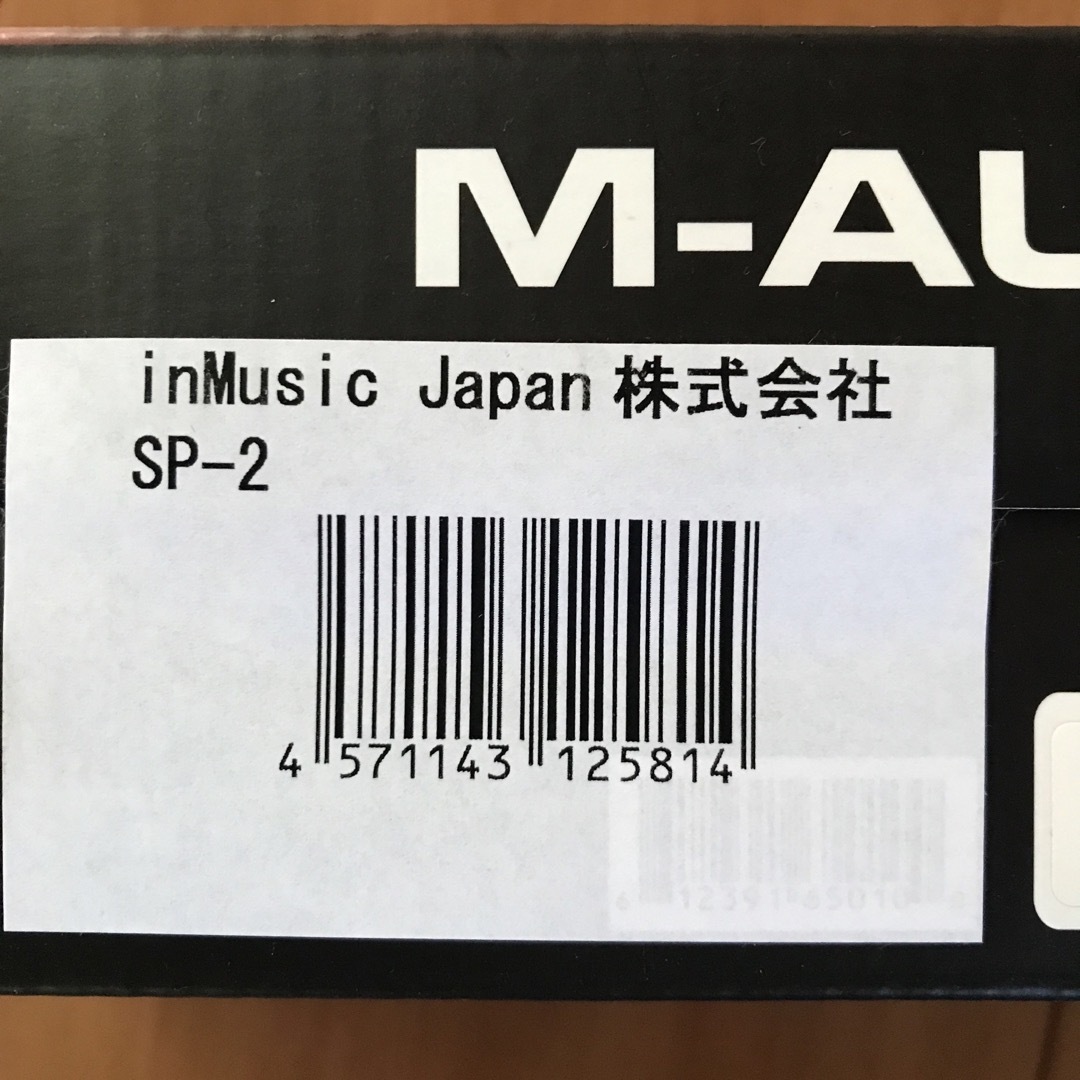 M-AU
inMusic Japan 株式会社
SP-2
4 571143 125814